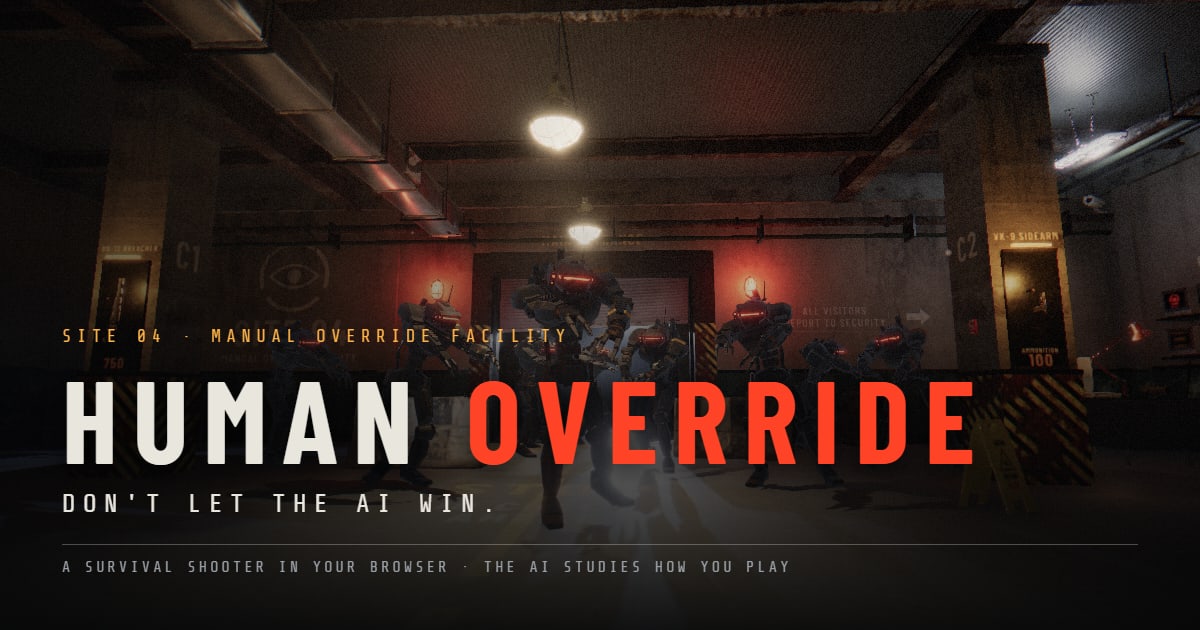 C1
C2
VK-9 SIDEARM
ALL VISITORS
REPORT TO SECURITY
SITE 04 · MANUAL OVERRIDE FACILITY
750
AMMUNITION
100
HUMAN OVERRIDE
DON'T LET THE AI WIN.
A SURVIVAL SHOOTER IN YOUR BROWSER · THE AI STUDIES HOW YOU PLAY